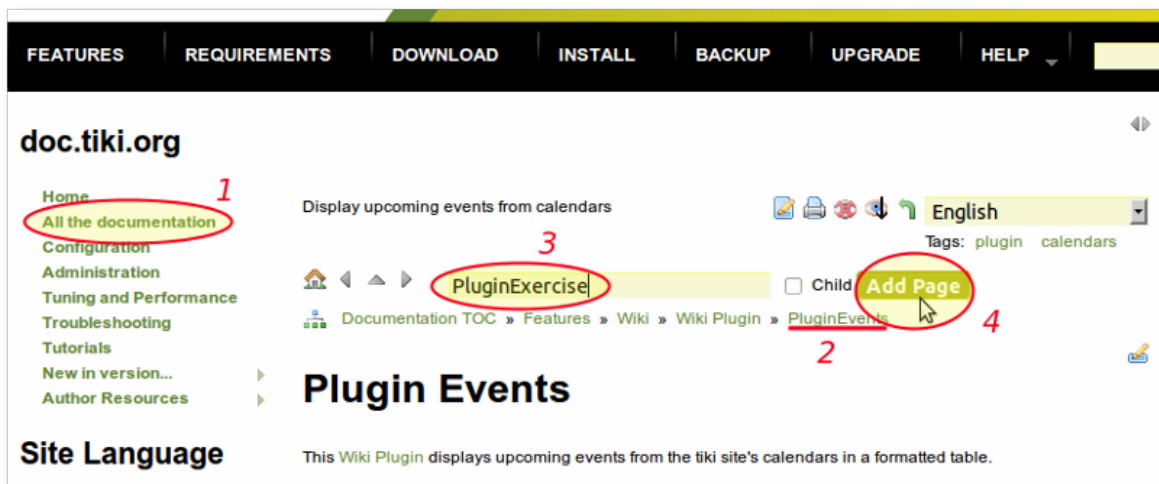 FEATURES REQUIREMENTS DOWNLOAD INSTALL BACKUP UPGRADE HELP
doc.tiki.org
Home
1
All the documentation
Configuration
Administration
Tuning and Performance
Troubleshooting
Tutorials
New in version...
Author Resources
Site Language
Display upcoming events from calendars
English
Tags: plugin calendars
3
PluginExercise
Child Add Page
4
Documentation TOC » Features » Wiki » Wiki Plugin » PluginEvents
2
Plugin Events
This Wiki Plugin displays upcoming events from the tiki site's calendars in a formatted table.